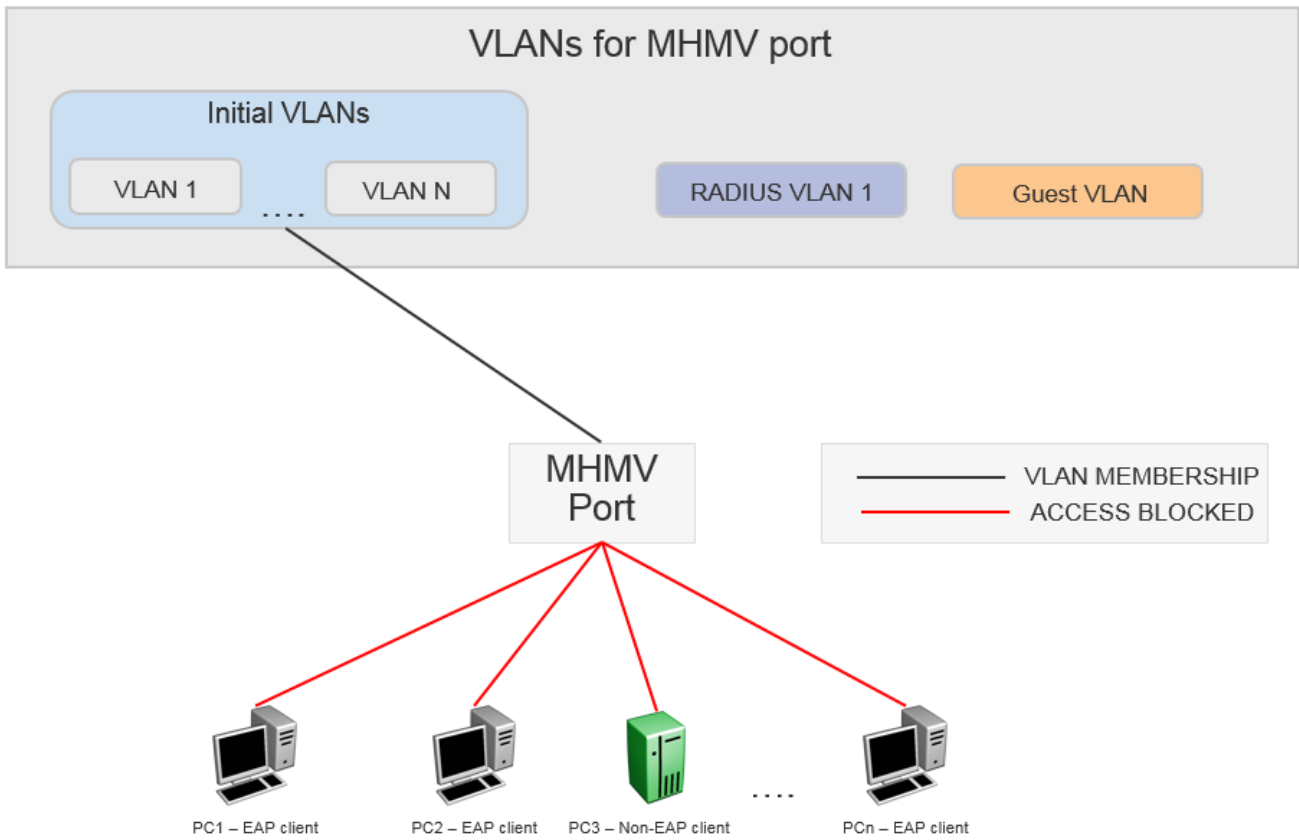 VLANs for MHMV port
Initial VLANs
VLAN 1
....
VLAN N
RADIUS VLAN 1
Guest VLAN
MHMV
Port
VLAN MEMBERSHIP
ACCESS BLOCKED
....
PC1 – EAP client
PC2 – EAP client
PC3 – Non-EAP client
PCn – EAP client